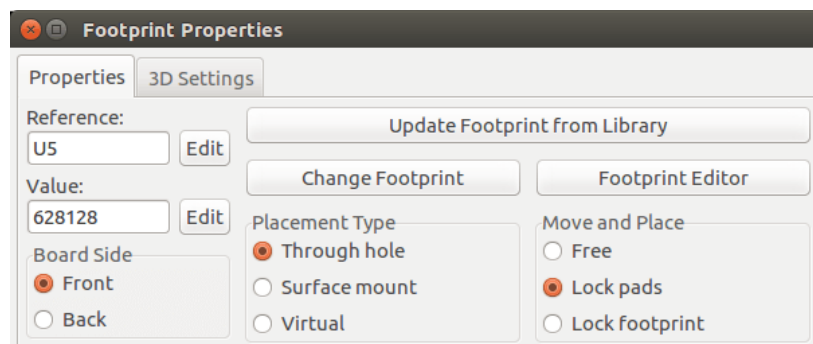 Footprint Properties
Properties
3D Settings
Reference:
U5
Edit
Update Footprint from Library
Change Footprint
Footprint Editor
Value:
628128
Edit
Board Side
Front
Back
Placement Type
Through hole
Surface mount
Virtual
Move and Place
Free
Lock pads
Lock footprint